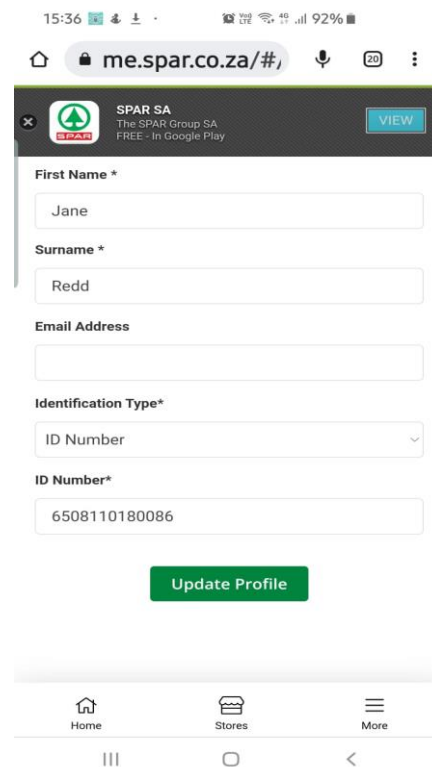 15:36 92%
me.spar.co.za/#/ 20
SPAR SA
SPAR The SPAR Group SA VIEW
FREE - In Google Play
First Name *
Jane
Surname *
Redd
Email Address
Identification Type*
ID Number
ID Number*
6508110180086
Update Profile
Home Stores More